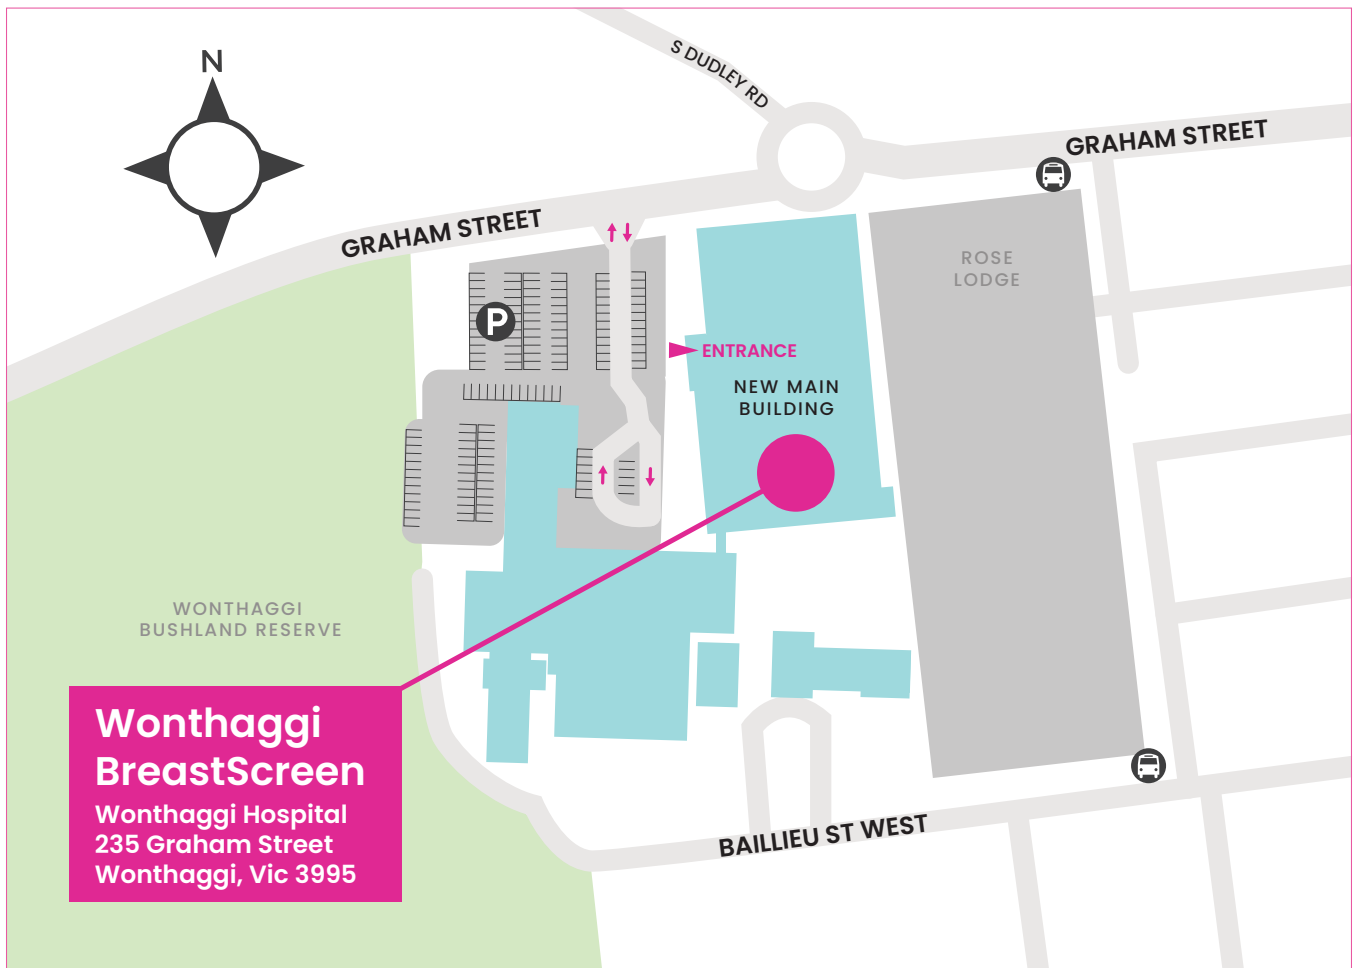 N
S DUDLEY RD
GRAHAM STREET
GRAHAM STREET
ROSE
LODGE
P
ENTRANCE
NEW MAIN
BUILDING
WONTHAGGI
BUSHLAND RESERVE
Wonthaggi
BreastScreen
Wonthaggi Hospital
235 Graham Street
Wonthaggi, Vic 3995
BAILLIEU ST WEST